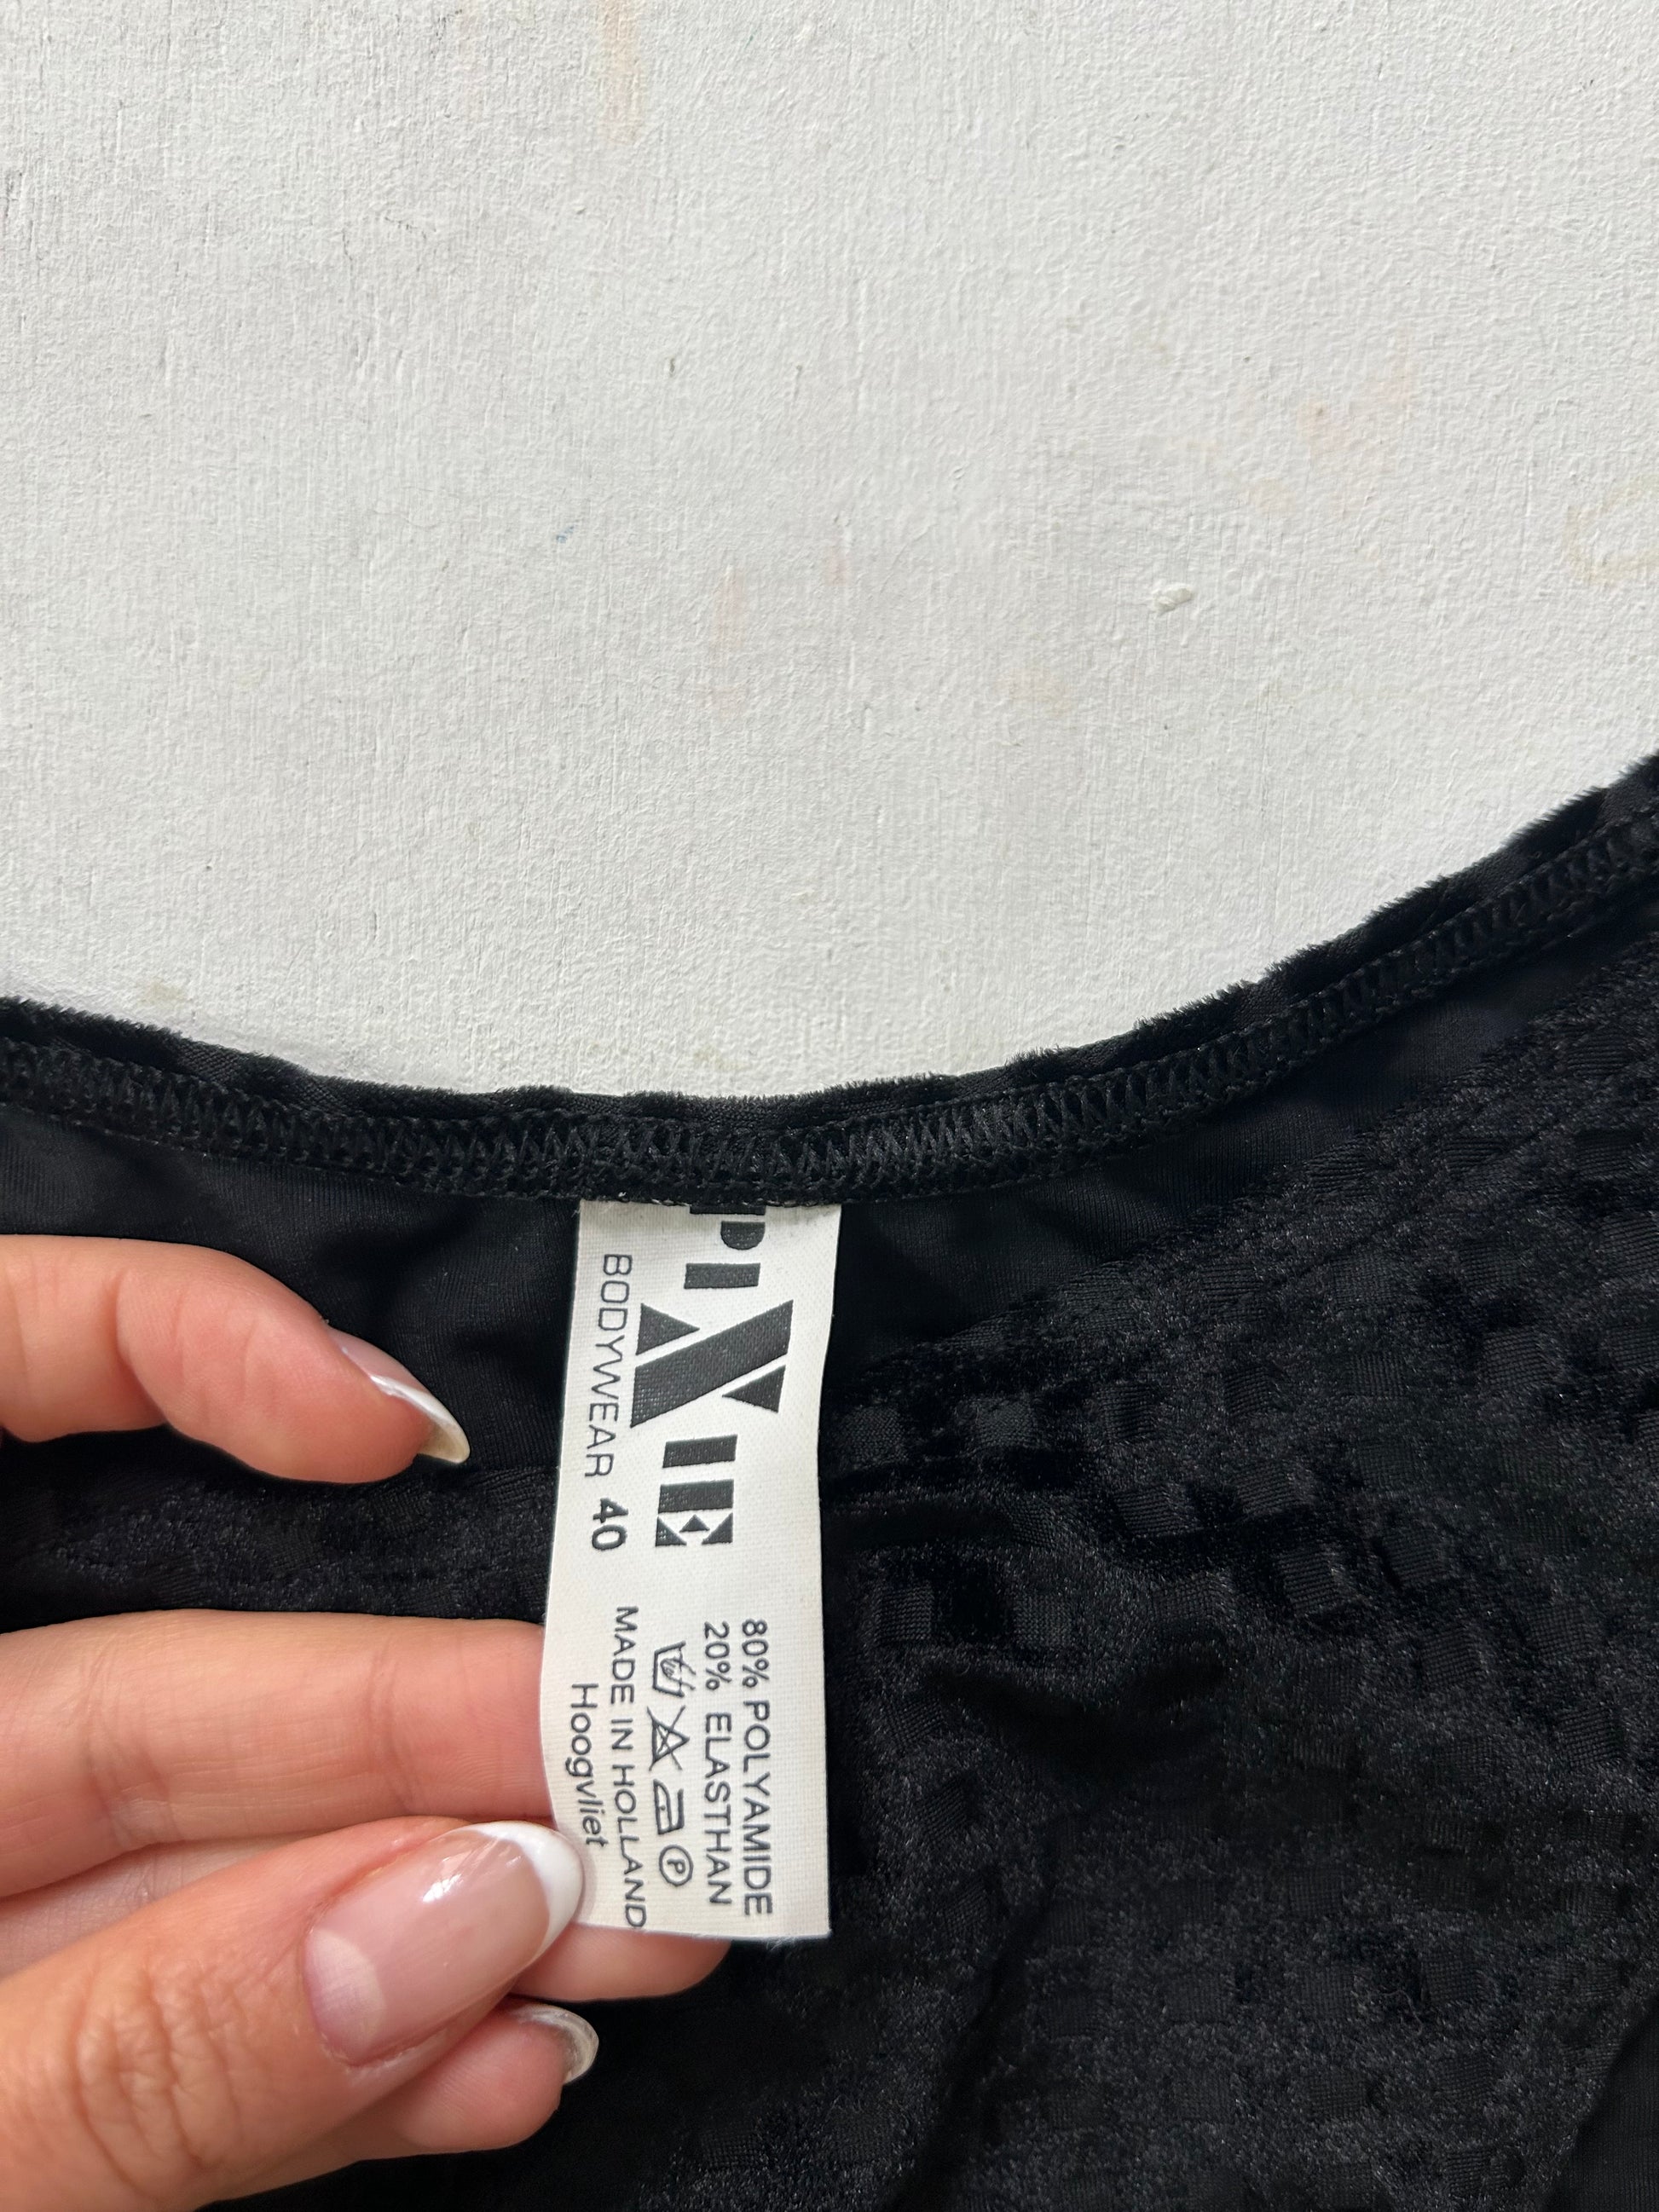 PIXIE
BODYWEAR 40
80% POLYAMIDE
20% ELASTHAN
P
MADE IN HOLLAND
Hoogvliet